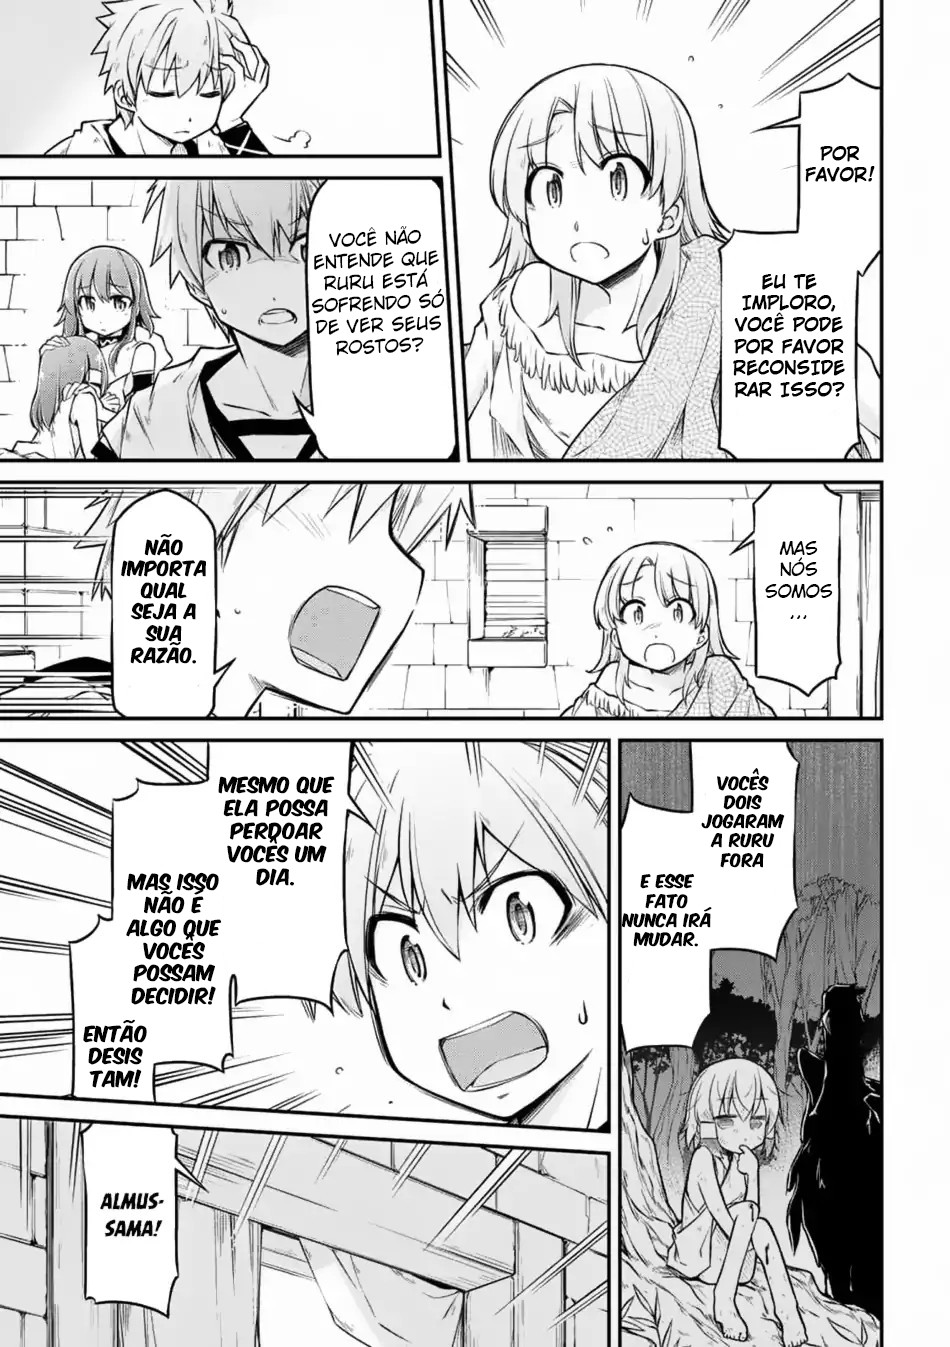 POR
FAVOR!
EU TE
IMPLORO,
VOCÊ PODE
POR FAVOR
RECONSIDE
RAR ISSO?
VOCÊ NÃO
ENTENDE QUE
RURU ESTÁ
SOFRENDO SÓ
DE VER SEUS
ROSTOS?
MAS
NÓS
SOMOS
...
NÃO
IMPORTA
QUAL
SEJA A
SUA
RAZÃO.
VOCÊS
DOIS
JOGARAM
A RURU
FORA
E ESSE
FATO
NUNCA IRÁ
MUDAR.
MESMO QUE
ELA POSSA
PERDOAR
VOCÊS UM
DIA.
MAS ISSO
NÃO É
ALGO QUE
VOCÊS
POSSAM
DECIDIR!
ENTÃO
DESIS
TAM!
ALMUS-
SAMA!